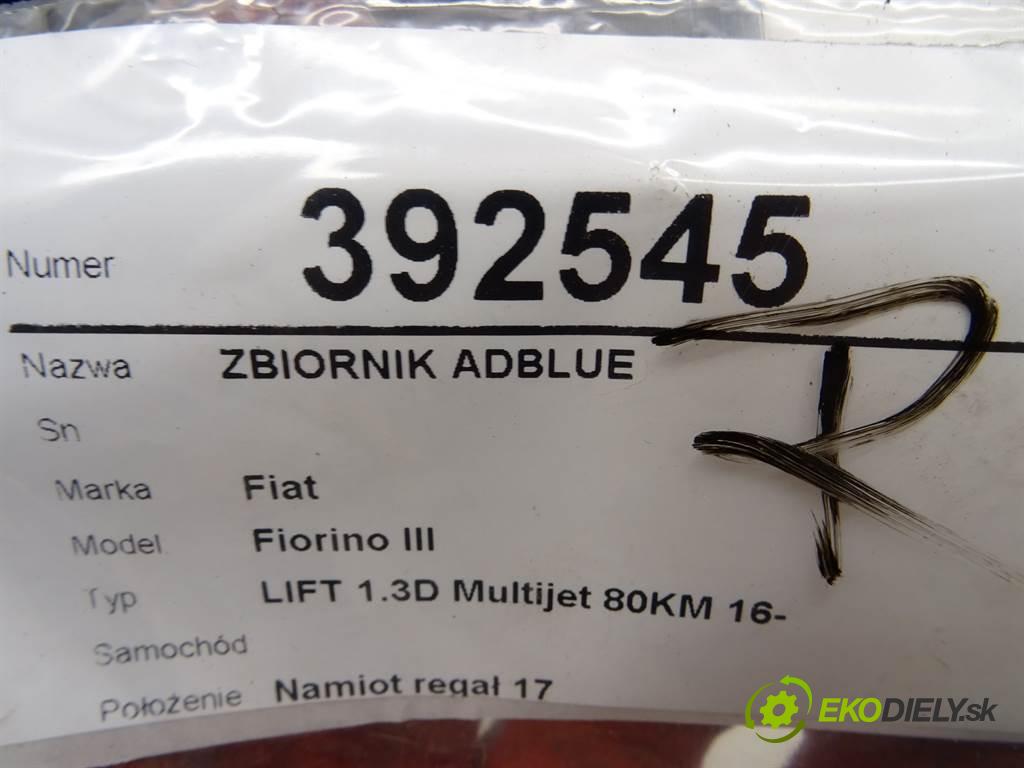 Numer 392545
Nazwa ZBIORNIK ADBLUE
Sn
Marka Fiat
Model Fiorino III
Typ LIFT 1.3D Multijet 80KM 16-
Samochód
Położenie Namiot regał 17
R
EKODIELY.sk